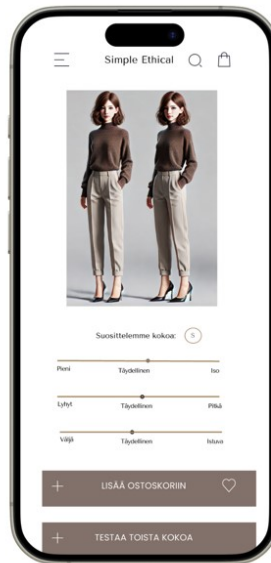 Simple Ethical
Suosittelemme kokoa: S
Pieni Täydellinen Iso
Lyhyt Täydellinen Pitkä
Väljä Täydellinen Istuva
+ LISÄÄ OSTOSKORIIN
+ TESTAA TOISTA KOKOA